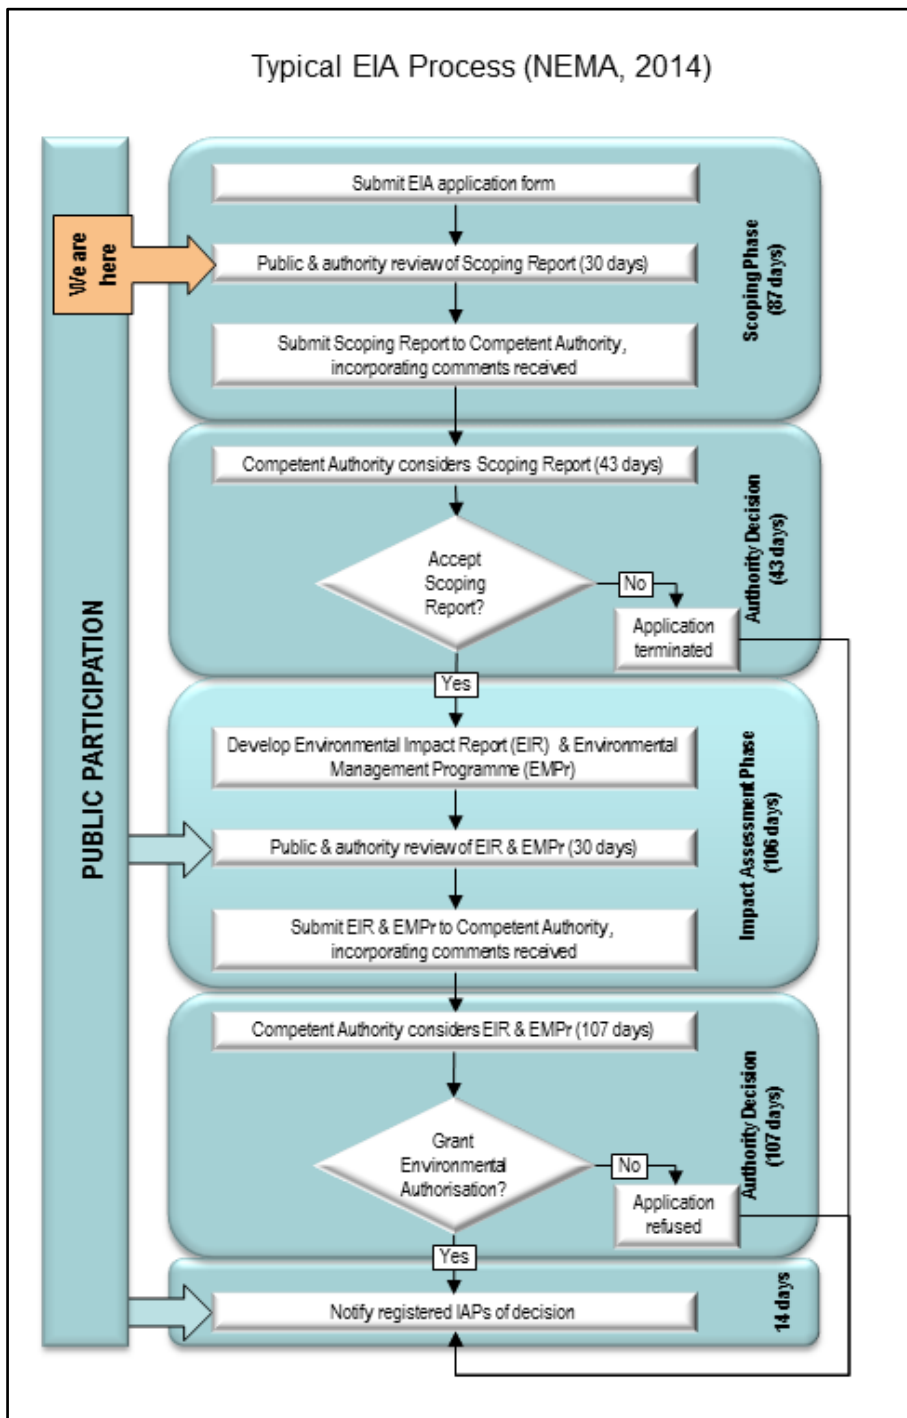 Typical EIA Process (NEMA, 2014)
PUBLIC PARTICIPATION
We are
here
Submit EIA application form
Public & authority review of Scoping Report (30 days)
Submit Scoping Report to Competent Authority,
incorporating comments received
Scoping Phase
(87 days)
Competent Authority considers Scoping Report (43 days)
Accept
Scoping
Report?
No
Application
terminated
Yes
Authority Decision
(43 days)
Develop Environmental Impact Report (EIR) & Environmental
Management Programme (EMPr)
Public & authority review of EIR & EMPr (30 days)
Submit EIR & EMPr to Competent Authority,
incorporating comments received
Impact Assessment Phase
(106 days)
Competent Authority considers EIR & EMPr (107 days)
Grant
Environmental
Authorisation?
No
Application
refused
Yes
Authority Decision
(107 days)
Notify registered IAPs of decision
14 days